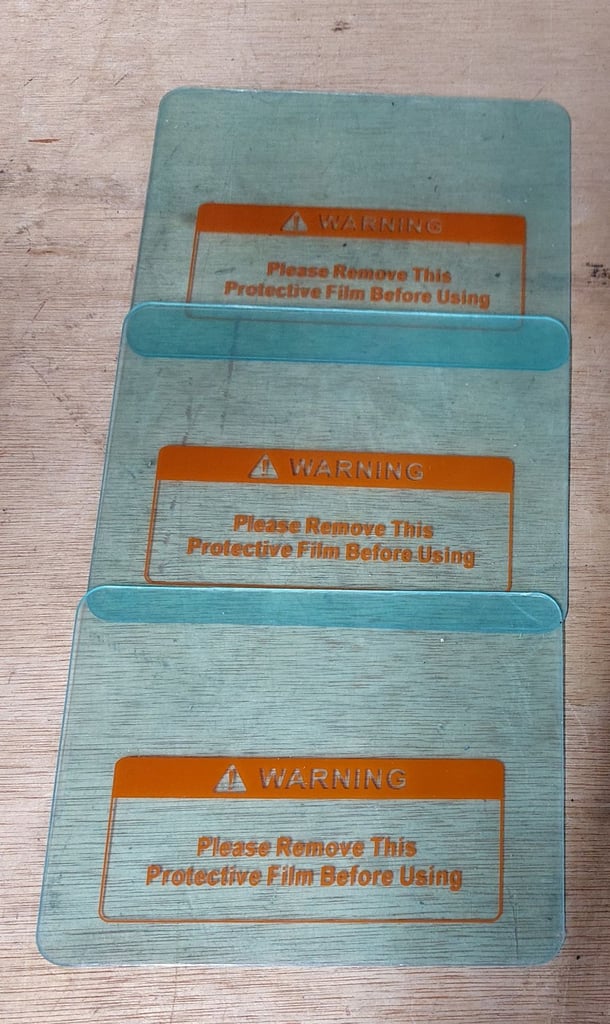 WARNING
Please Remove This
Protective Film Before Using
WARNING
Please Remove This
Protective Film Before Using
WARNING
Please Remove This
Protective Film Before Using